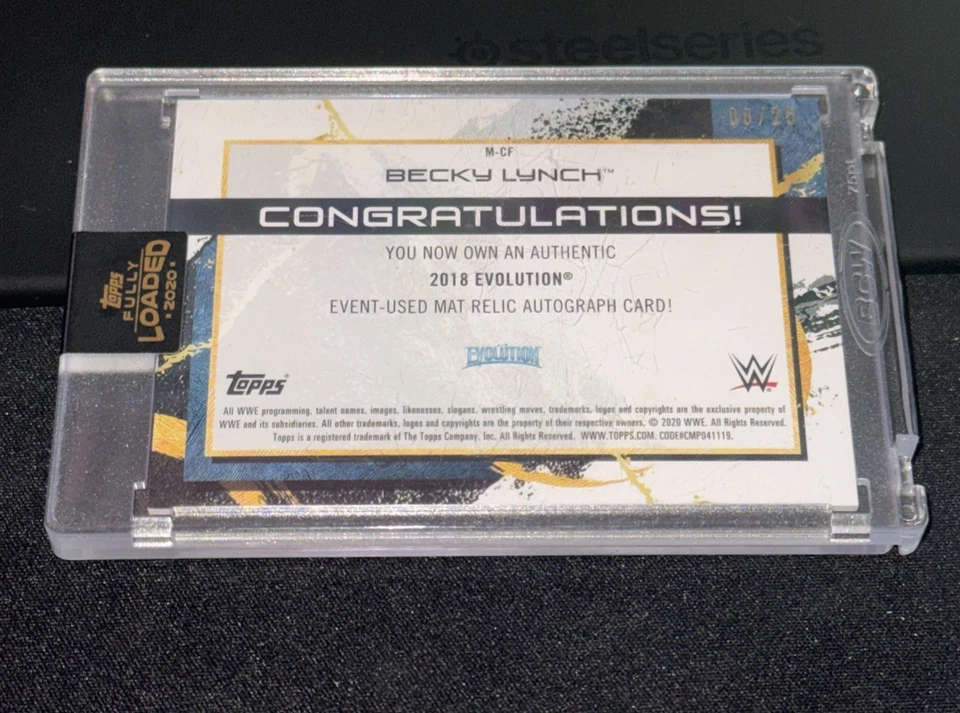 steelseries
06/25
M-CF
BECKY LYNCH™
CONGRATULATIONS!
YOU NOW OWN AN AUTHENTIC
2018 EVOLUTION®
EVENT-USED MAT RELIC AUTOGRAPH CARD!
EVOLUTION
Topps®
W
All WWE programming, talent names, images, likenesses, slogans, wrestling moves, trademarks, logos and copyrights are the exclusive property of
WWE and its subsidiaries. All other trademarks, logos and copyrights are the property of their respective owners. © 2020 WWE. All Rights Reserved.
Topps is a registered trademark of The Topps Company, Inc. All Rights Reserved. WWW.TOPPS.COM. CODE#CMP041119.
Topps
FULLY
LOADED
2020
BCW